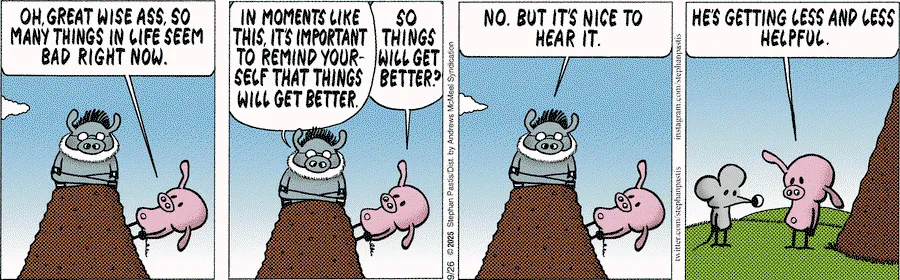 OH, GREAT WISE ASS, SO
MANY THINGS IN LIFE SEEM
BAD RIGHT NOW.
IN MOMENTS LIKE
THIS, IT'S IMPORTANT
TO REMIND YOUR-
SELF THAT THINGS
WILL GET BETTER.
SO
THINGS
WILL GET
BETTER?
9/26 © 2025 Stephan Pastis/Dist. by Andrews McMeel Syndication
NO. BUT IT'S NICE TO
HEAR IT.
twitter.com/stephanpastis instagram.com/stephanpastis
HE'S GETTING LESS AND LESS
HELPFUL.